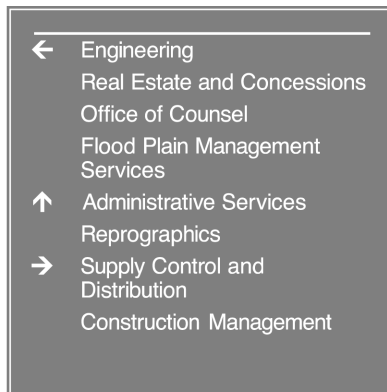 ← Engineering
Real Estate and Concessions
Office of Counsel
Flood Plain Management
Services
↑ Administrative Services
Reprographics
→ Supply Control and
Distribution
Construction Management